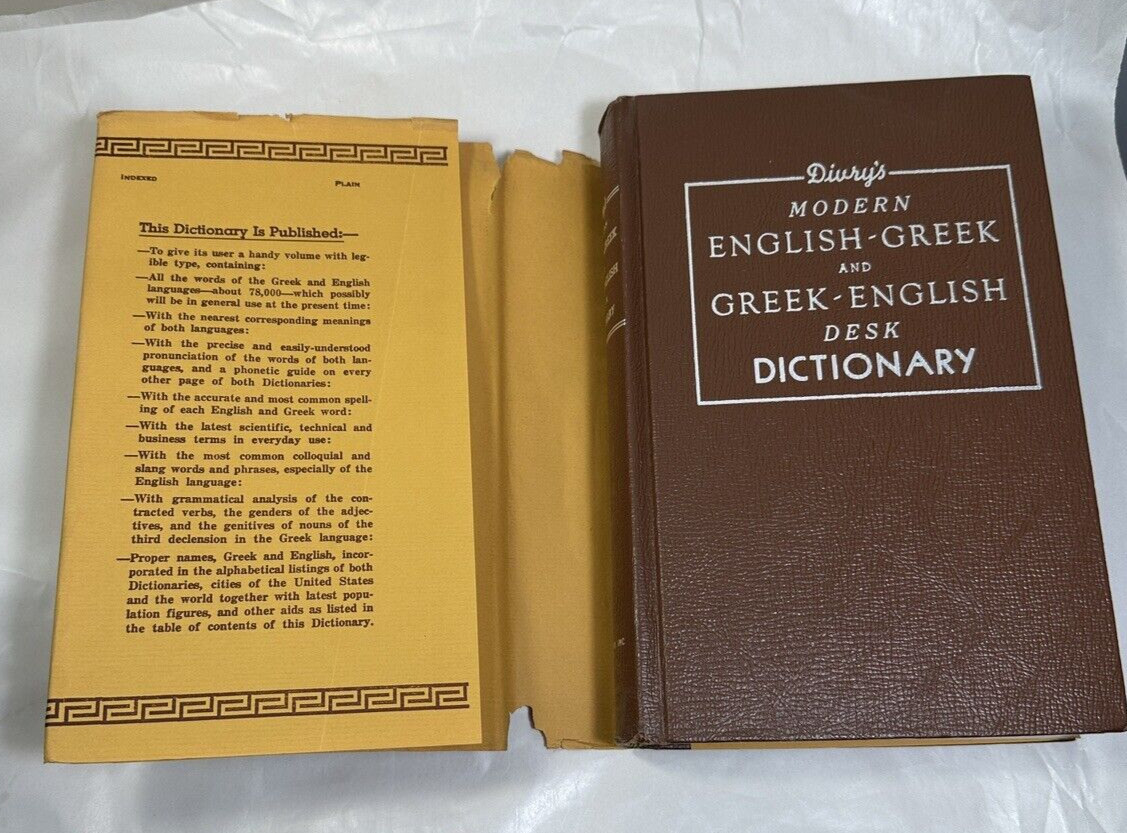 INDEXED PLAIN
This Dictionary Is Published:—
—To give its user a handy volume with leg-
ible type, containing:
—All the words of the Greek and English
languages—about 78,000—which possibly
will be in general use at the present time:
—With the nearest corresponding meanings
of both languages:
—With the precise and easily-understood
pronunciation of the words of both lan-
guages, and a phonetic guide on every
other page of both Dictionaries:
—With the accurate and most common spell-
ing of each English and Greek word:
—With the latest scientific, technical and
business terms in everyday use:
—With the most common colloquial and
slang words and phrases, especially of the
English language:
—With grammatical analysis of the con-
tracted verbs, the genders of the adjec-
tives, and the genitives of nouns of the
third declension in the Greek language:
—Proper names, Greek and English, incor-
porated in the alphabetical listings of both
Dictionaries, cities of the United States
and the world together with latest popu-
lation figures, and other aids as listed in
the table of contents of this Dictionary.
Divry's
MODERN
ENGLISH-GREEK
AND
GREEK-ENGLISH
DESK
DICTIONARY